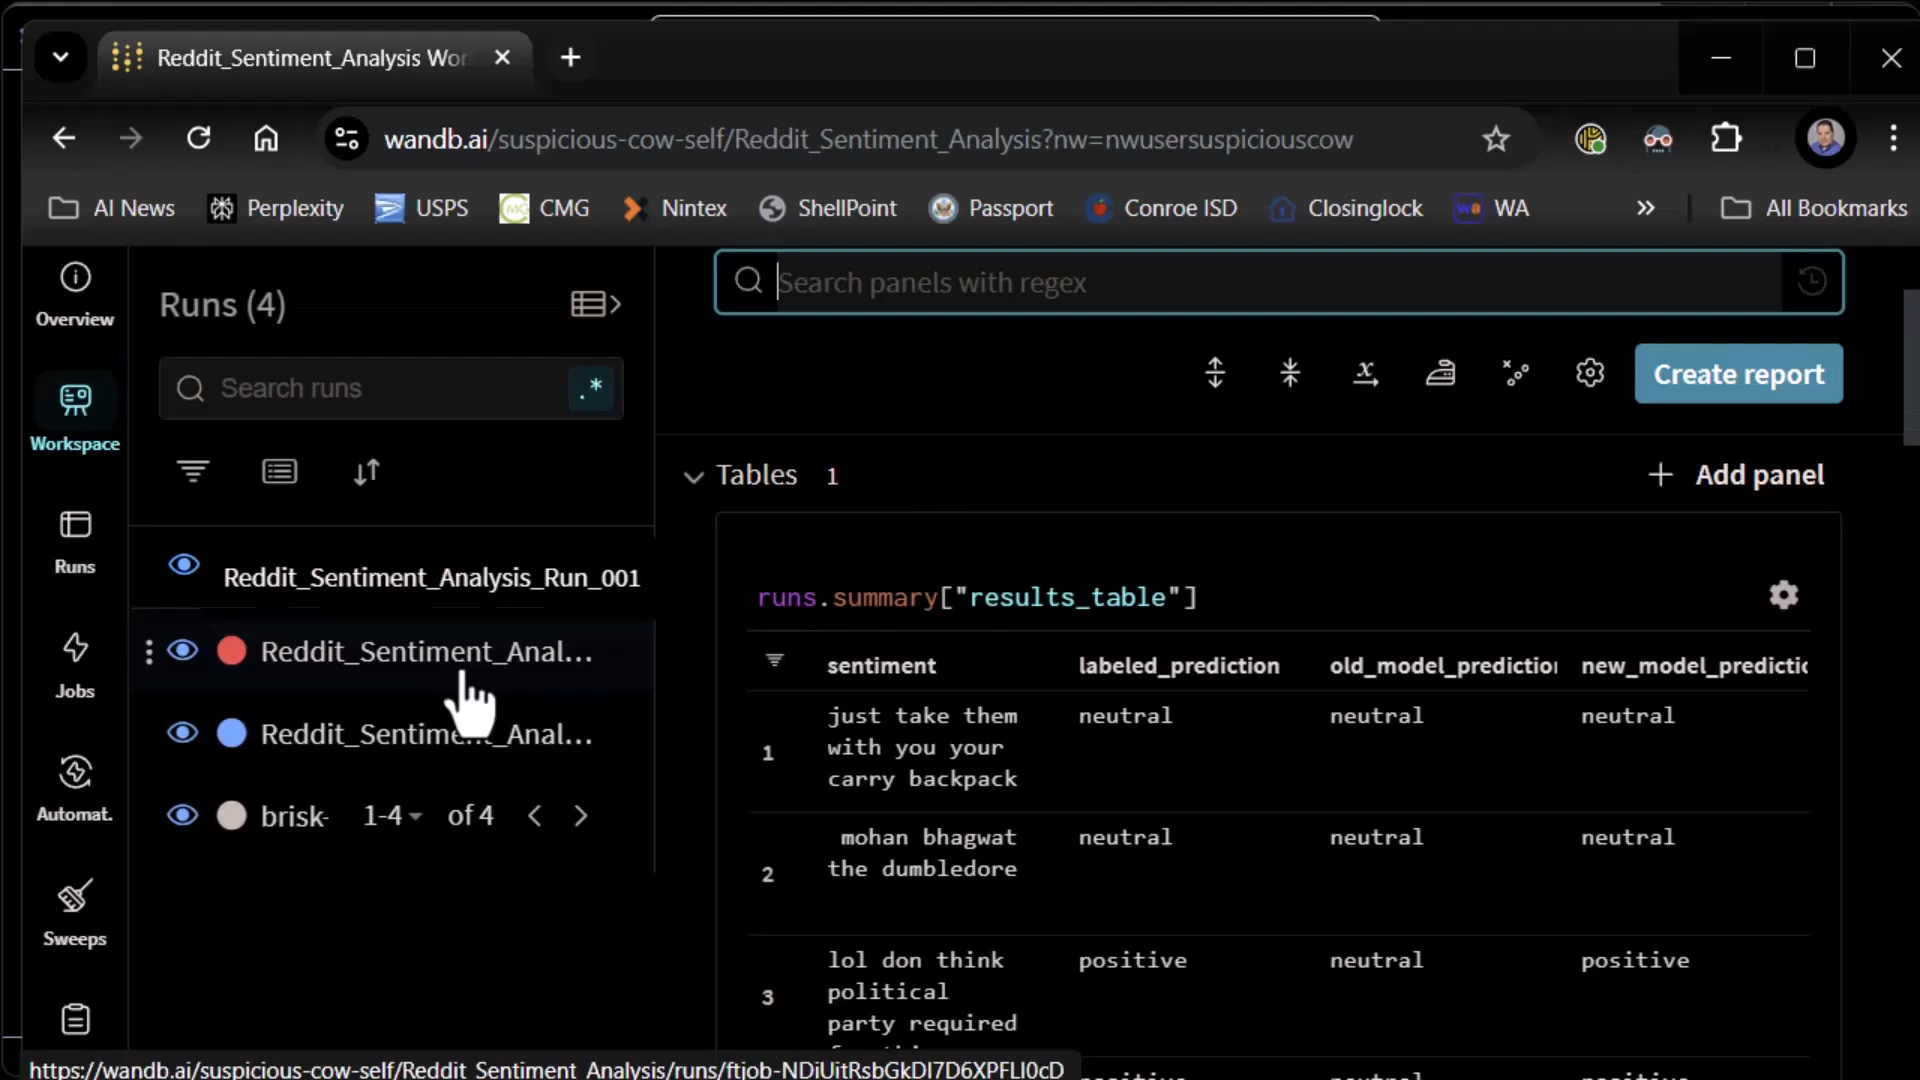 Reddit_Sentiment_Analysis Wor
wandb.ai/suspicious-cow-self/Reddit_Sentiment_Analysis?nw=nwusersuspiciouscow
AI News
Perplexity
USPS
CMG
Nintex
ShellPoint
Passport
Conroe ISD
Closinglock
WA
All Bookmarks
Overview
Workspace
Runs
Jobs
Automat.
Sweeps
Runs (4)
Search runs
.*
Reddit_Sentiment_Analysis_Run_001
Reddit_Sentiment_Anal...
Reddit_Sentiment_Anal...
brisk-
1-4
of 4
Search panels with regex
Create report
Tables 1
Add panel
runs.summary["results_table"]
sentiment labeled_prediction old_model_prediction new_model_predictic
1 just take them with you your carry backpack neutral neutral neutral
2 mohan bhagwat the dumbledore neutral neutral neutral
3 lol don think political party required positive neutral positive
https://wandb.ai/suspicious-cow-self/Reddit_Sentiment_Analysis/runs/ftjob-NDiUitRsbGkDI7D6XPFLI0cD